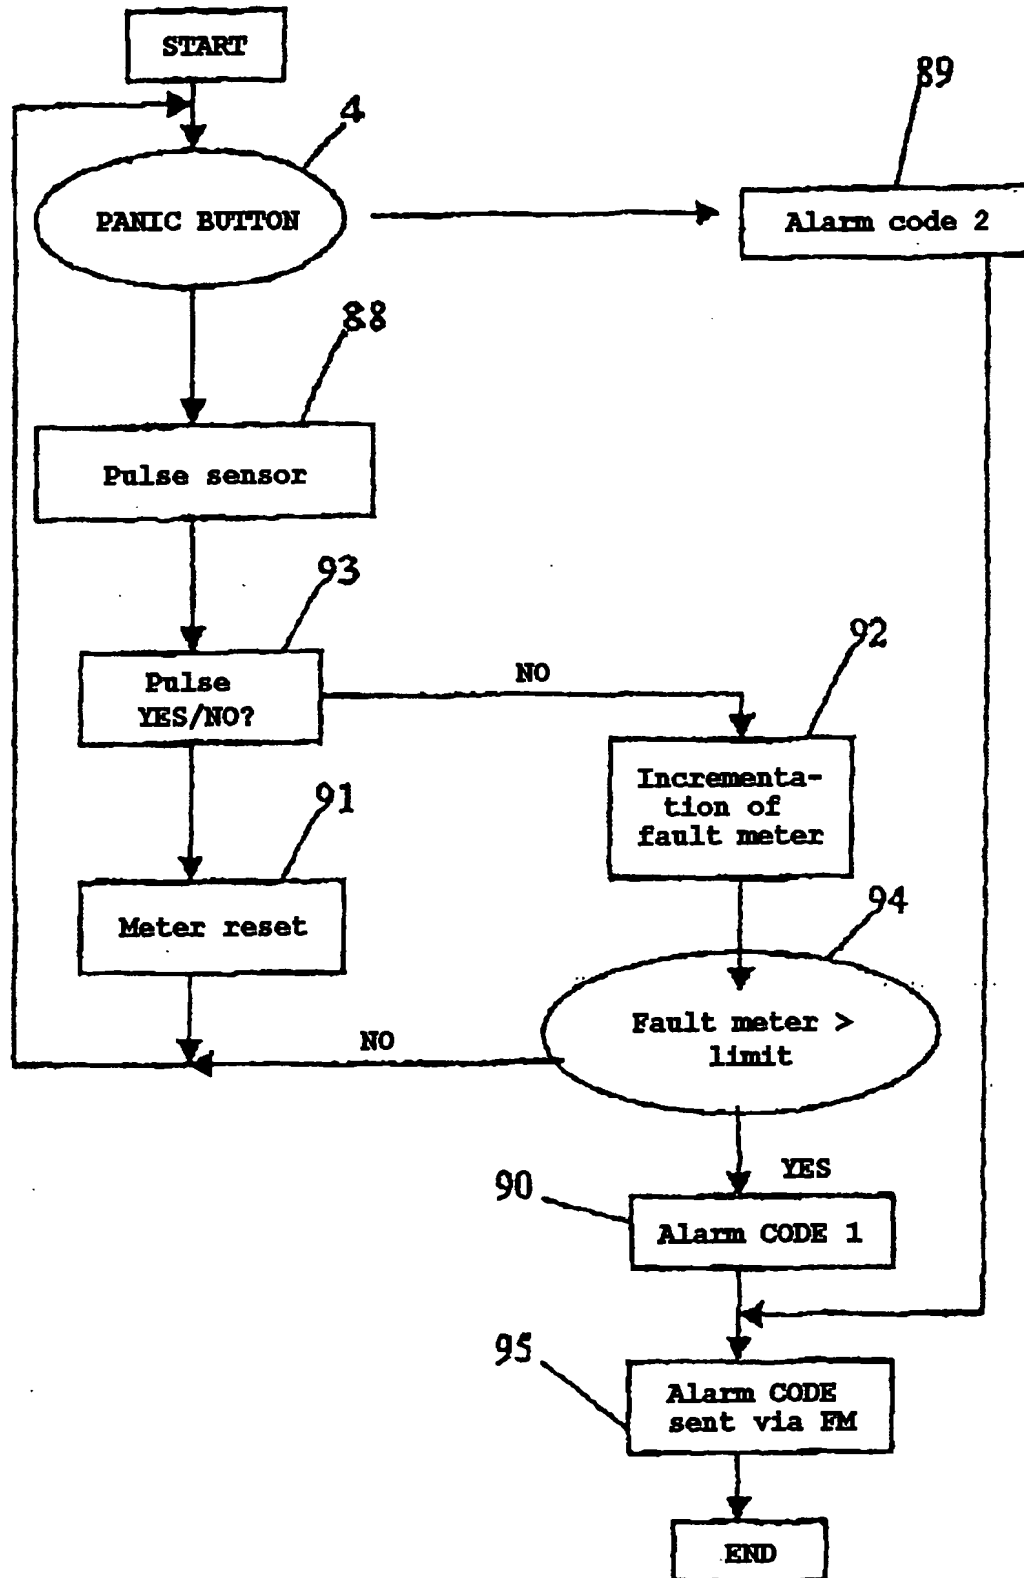 START
89
4
PANIC BUTTON
Alarm code 2
88
Pulse sensor
93
Pulse
YES/NO?
NO
92
Incrementa-
tion of
fault meter
91
Meter reset
94
Fault meter >
limit
NO
YES
90
Alarm CODE 1
95
Alarm CODE
sent via FM
END